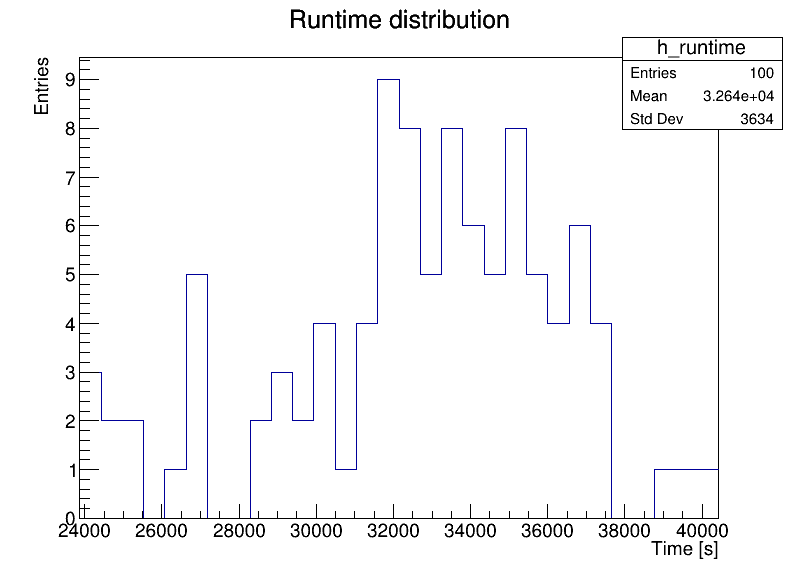 Runtime distribution
h_runtime
Entries 100
Mean 3.264e+04
Std Dev 3634
Entries
9
8
7
6
5
4
3
2
1
0
24000 26000 28000 30000 32000 34000 36000 38000 40000
Time [s]